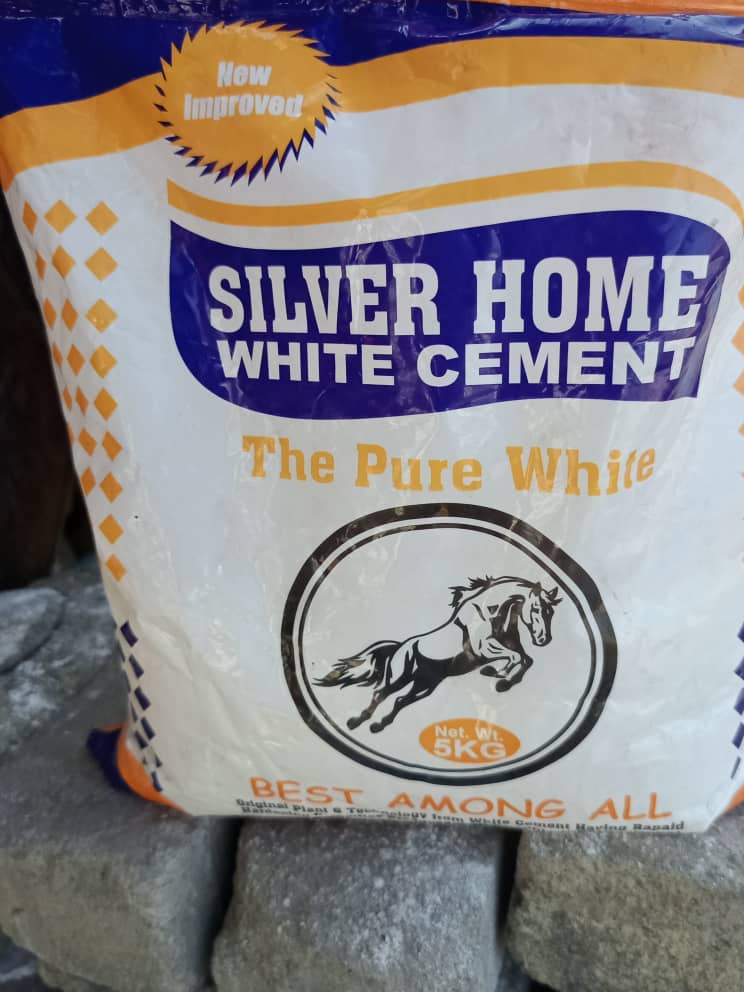 New
Improved
SILVER HOME
WHITE CEMENT
The Pure White
Net. Wt.
5KG
BEST AMONG ALL
Original Plant & Technology from White Cement Having Rapaid
Hardening